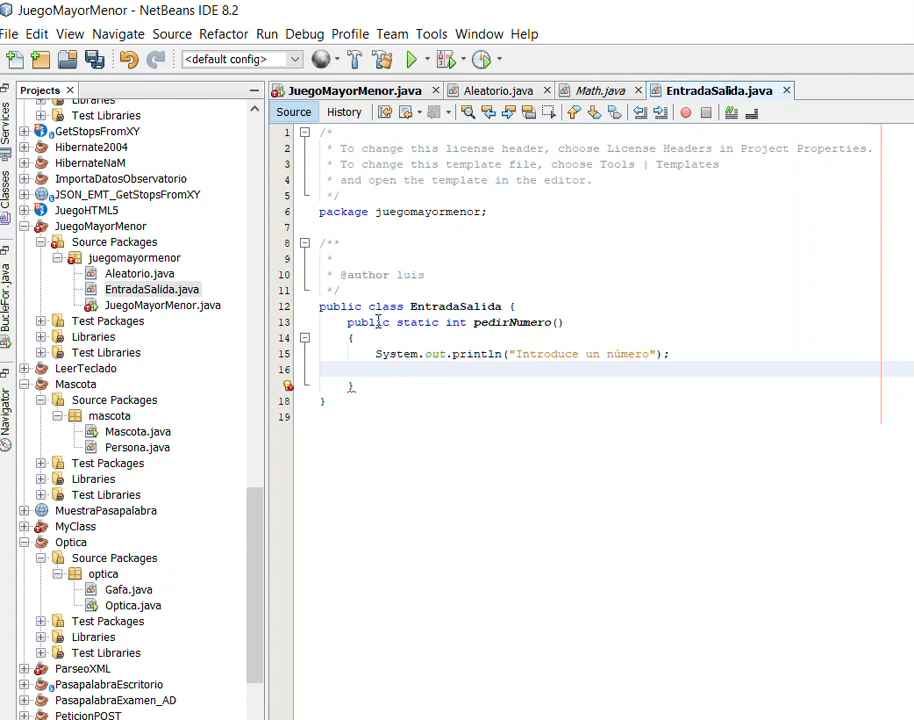 JuegoMayorMenor - NetBeans IDE 8.2
File Edit View Navigate Source Refactor Run Debug Profile Team Tools Window Help
<default config>
Projects
JuegoMayorMenor.java
Aleatorio.java
Math.java
EntradaSalida.java
Source
History
Services
Classes
BucleFor.java
Navigator
Libraries
Test Libraries
GetStopsFromXY
Hibernate2004
HibernateNaM
ImportaDatosObservatorio
JSON_EMT_GetStopsFromXY
JuegoHTML5
JuegoMayorMenor
Source Packages
juegomayormenor
Aleatorio.java
EntradaSalida.java
JuegoMayorMenor.java
Test Packages
Libraries
Test Libraries
LeerTeclado
Mascota
Source Packages
mascota
Mascota.java
Persona.java
Test Packages
Libraries
Test Libraries
MuestraPasapalabra
MyClass
Optica
Source Packages
optica
Gafa.java
Optica.java
Test Packages
Libraries
Test Libraries
ParseoXML
PasapalabraEscritorio
PasapalabraExamen_AD
PeticionPOST
1 /*
2 * To change this license header, choose License Headers in Project Properties.
3 * To change this template file, choose Tools | Templates
4 * and open the template in the editor.
5 */
6 package juegomayormenor;
7
8 /**
9 *
10 * @author luis
11 */
12 public class EntradaSalida {
13 public static int pedirNumero()
14 {
15 System.out.println("Introduce un número");
16
}
18 }
19